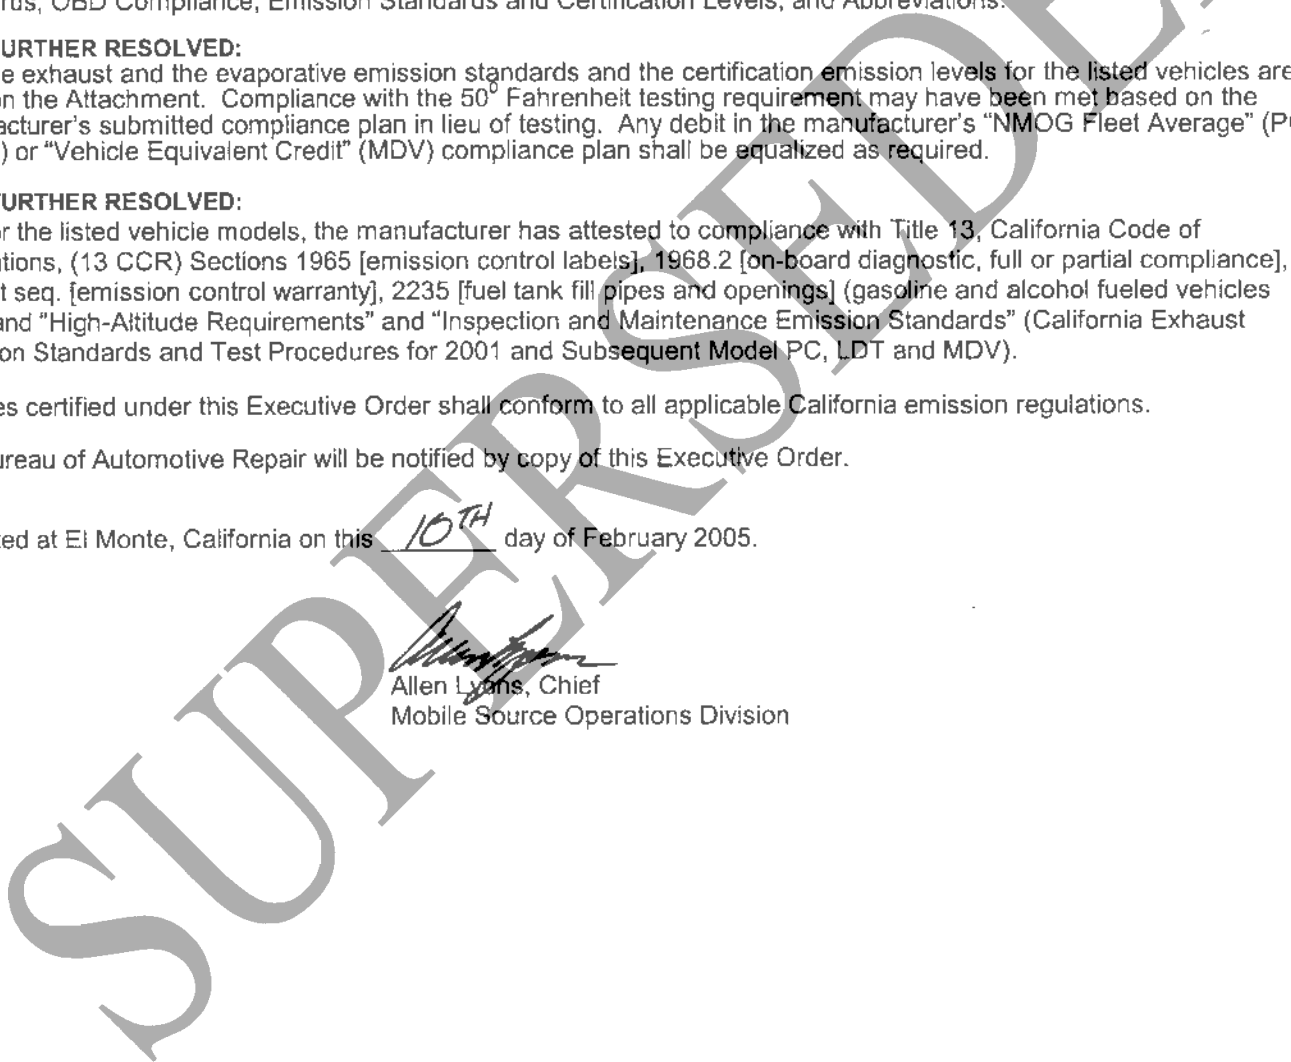 rds, OBD Compliance, Emission Standards and Certification Levels, and Abbreviations.
URTHER RESOLVED:
e exhaust and the evaporative emission standards and the certification emission levels for the listed vehicles are
n the Attachment. Compliance with the 50⁰ Fahrenheit testing requirement may have been met based on the
acturer's submitted compliance plan in lieu of testing. Any debit in the manufacturer's “NMOG Fleet Average” (P
) or “Vehicle Equivalent Credit” (MDV) compliance plan shall be equalized as required.
FURTHER RESOLVED:
r the listed vehicle models, the manufacturer has attested to compliance with Title 13, California Code of
tions, (13 CCR) Sections 1965 [emission control labels], 1968.2 [on-board diagnostic, full or partial compliance],
t seq. [emission control warranty], 2235 [fuel tank fill pipes and openings] (gasoline and alcohol fueled vehicles
and "High-Altitude Requirements” and “Inspection and Maintenance Emission Standards” (California Exhaust
on Standards and Test Procedures for 2001 and Subsequent Model PC, LDT and MDV).
es certified under this Executive Order shall conform to all applicable California emission regulations.
ureau of Automotive Repair will be notified by copy of this Executive Order.
ed at El Monte, California on this 10TH day of February 2005.
Allen Lyons, Chief
Mobile Source Operations Division
SUPERSEDE